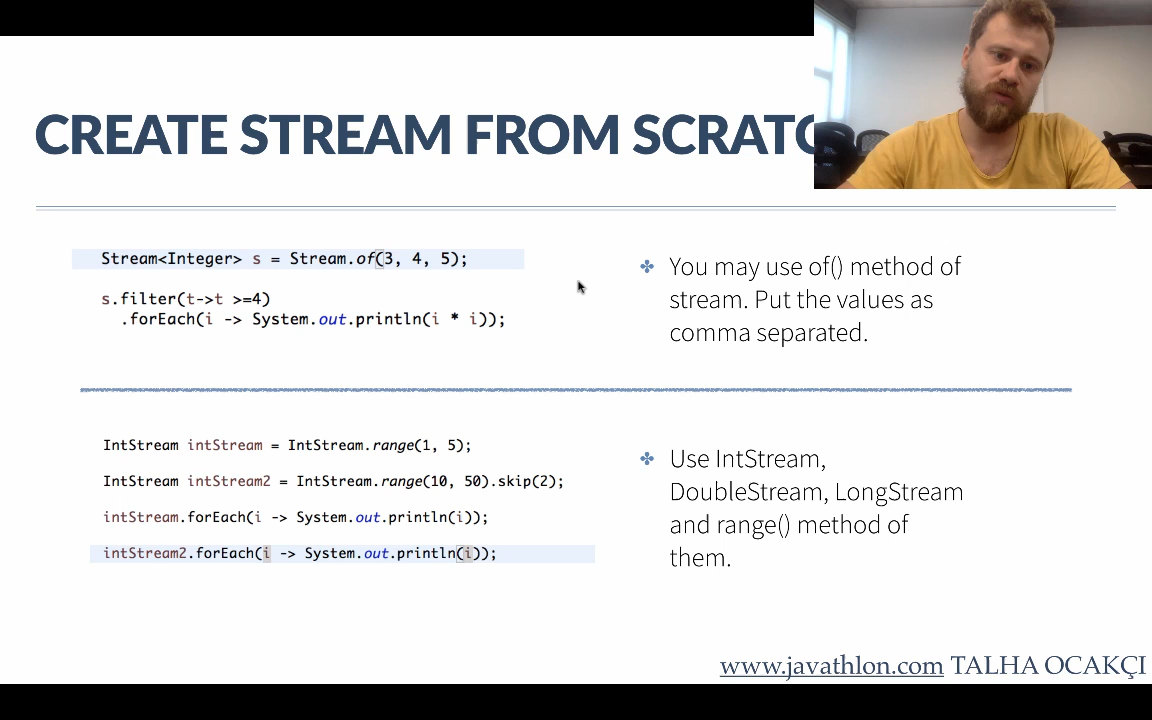 CREATE STREAM FROM SCRATC
Stream<Integer> s = Stream.of(3, 4, 5);
s.filter(t->t >=4)
.forEach(i -> System.out.println(i * i));
You may use of() method of
stream. Put the values as
comma separated.
IntStream intStream = IntStream.range(1, 5);
IntStream intStream2 = IntStream.range(10, 50).skip(2);
intStream.forEach(i -> System.out.println(i));
intStream2.forEach(i -> System.out.println(i));
Use IntStream,
DoubleStream, LongStream
and range() method of
them.
www.javathlon.com TALHA OCAKÇI